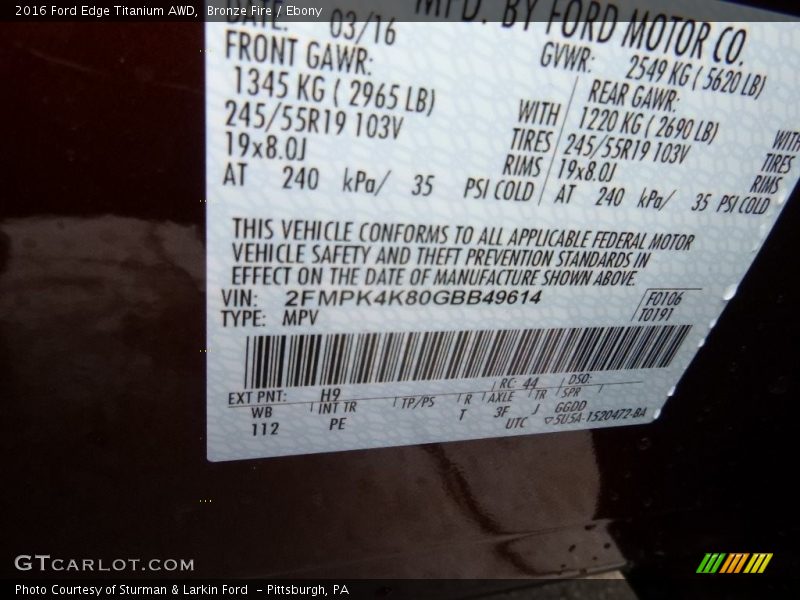 2016 Ford Edge Titanium AWD, Bronze Fire / Ebony
DATE: 03/16
MFD. BY FORD MOTOR CO.
FRONT GAWR:
GVWR: 2549 KG ( 5620 LB)
1345 KG ( 2965 LB)
REAR GAWR:
1220 KG ( 2690 LB)
245/55R19 103V
WITH TIRES
245/55R19 103V
WITH TIRES
19x8.0J
RIMS
19x8.0J
RIMS
AT 240 kPa/ 35 PSI COLD
AT 240 kPa/ 35 PSI COLD
THIS VEHICLE CONFORMS TO ALL APPLICABLE FEDERAL MOTOR
VEHICLE SAFETY AND THEFT PREVENTION STANDARDS IN
EFFECT ON THE DATE OF MANUFACTURE SHOWN ABOVE.
VIN: 2FMPK4K80GBB49614
F0106
TYPE: MPV
T0191
EXT PNT: H9
RC: 44 DSO:
WB INT TR TP/PS R AXLE TR SPR
112 PE T 3F J GGDD
UTC ▽5U5A-1520472-BA
GTCARLOT.COM
Photo Courtesy of Sturman & Larkin Ford - Pittsburgh, PA